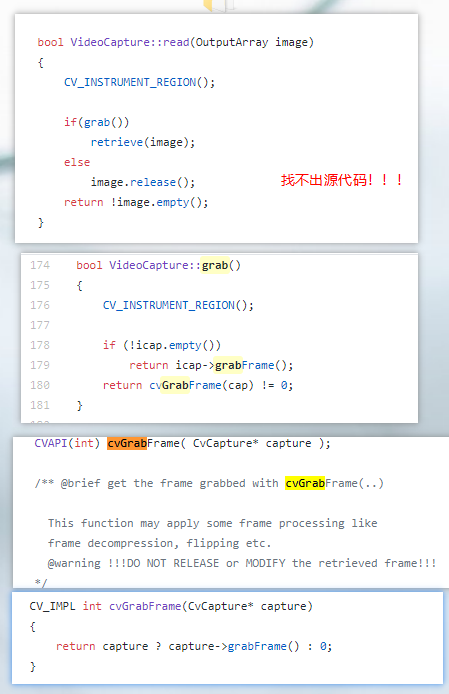 bool VideoCapture::read(OutputArray image)
{
CV_INSTRUMENT_REGION();
if(grab())
retrieve(image);
else
image.release();
找不出源代码！！！
return !image.empty();
}
174 bool VideoCapture::grab()
175 {
176 CV_INSTRUMENT_REGION();
177
178 if (!icap.empty())
179 return icap->grabFrame();
180 return cvGrabFrame(cap) != 0;
181 }
CVAPI(int) cvGrabFrame( CvCapture* capture );
/** @brief get the frame grabbed with cvGrabFrame(..)
This function may apply some frame processing like
frame decompression, flipping etc.
@warning !!!DO NOT RELEASE or MODIFY the retrieved frame!!!
*/
CV_IMPL int cvGrabFrame(CvCapture* capture)
{
return capture ? capture->grabFrame() : 0;
}